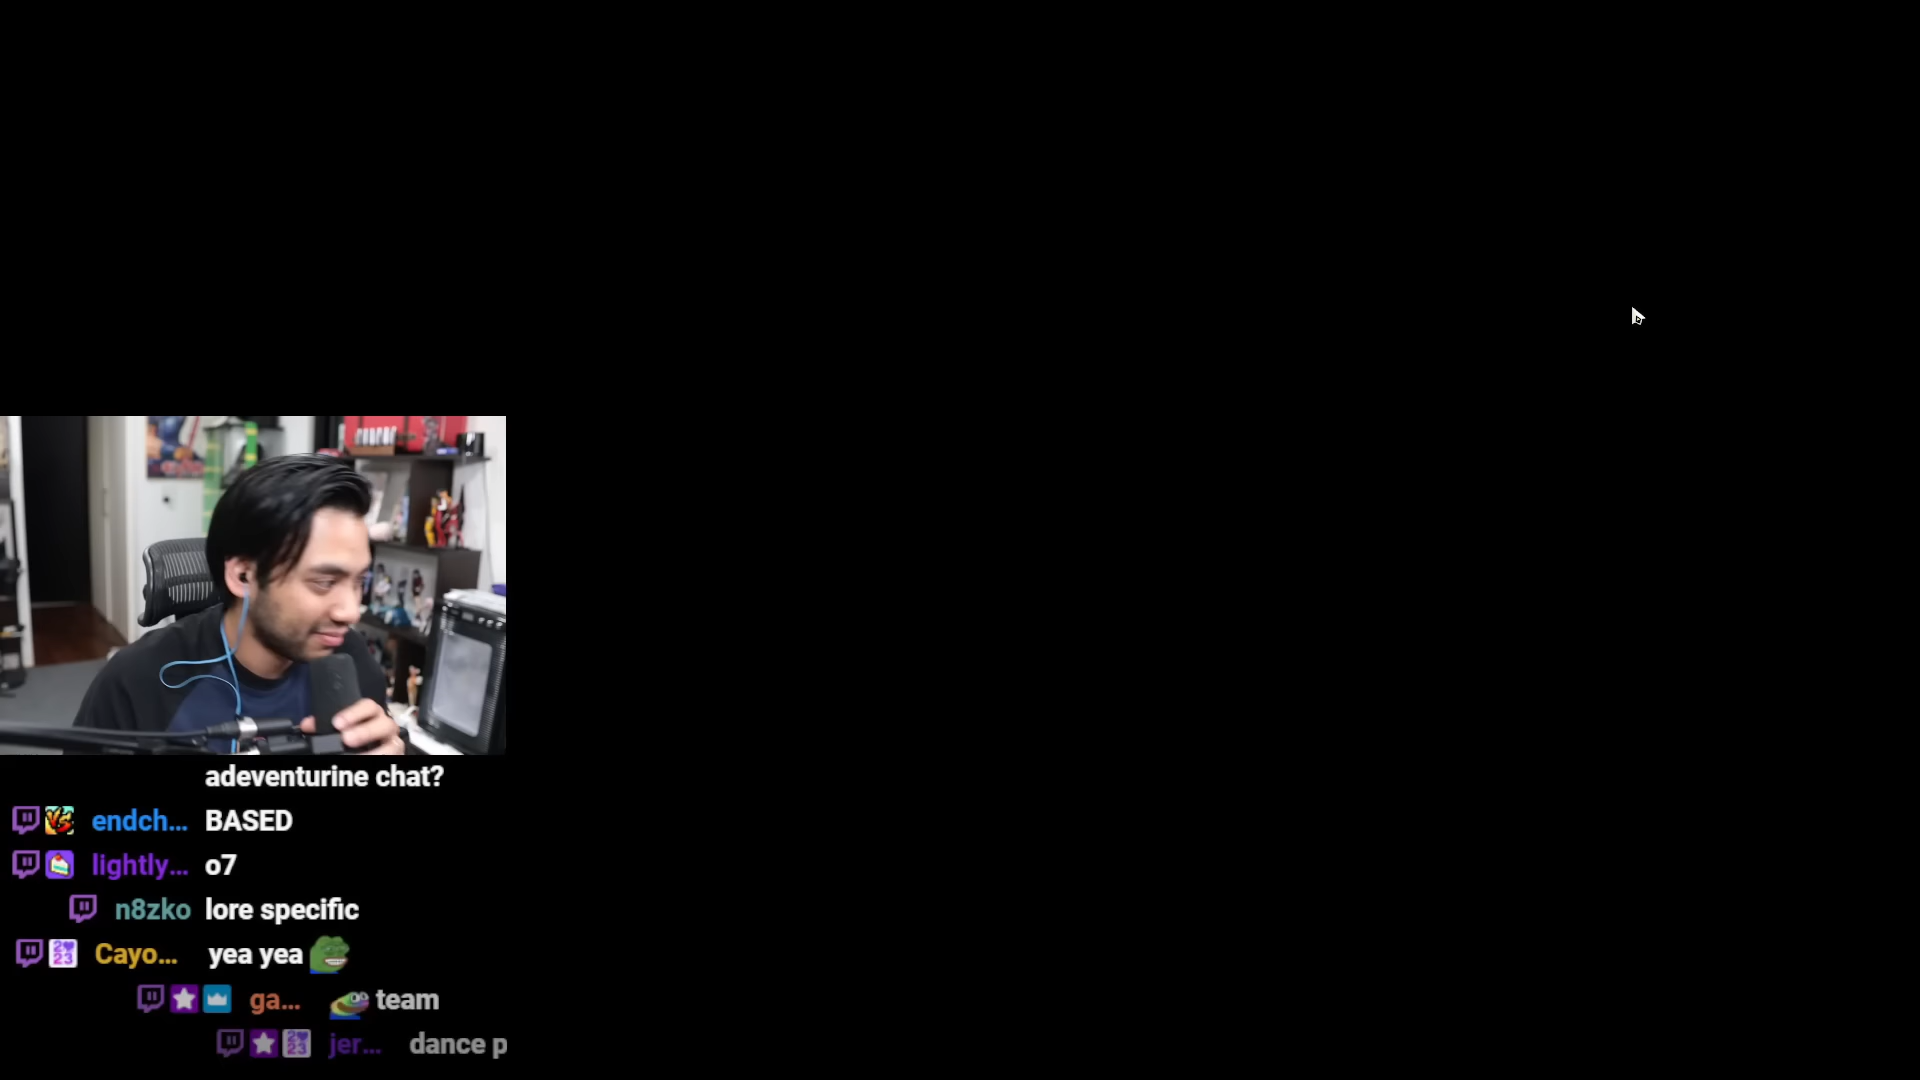 adeventurine chat?
endch... BASED
lightly... o7
n8zko lore specific
Cayo... yea yea
ga... team
jer... dance p